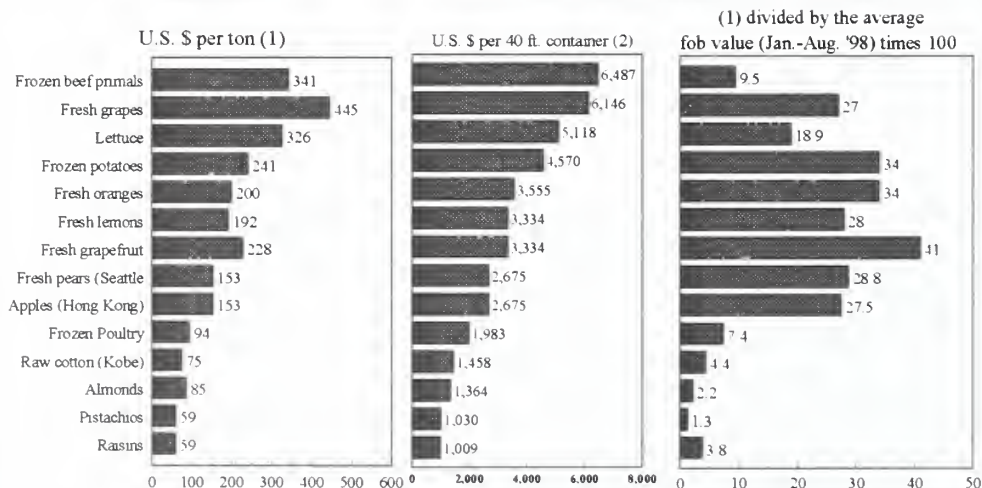 U.S. $ per ton (1)
U.S. $ per 40 ft. container (2)
(1) divided by the average
fob value (Jan.-Aug. '98) times 100
Frozen beef pnmals 341 6,487 9.5
Fresh grapes 445 6,146 27
Lettuce 326 5,118 18 9
Frozen potatoes 241 4,570 34
Fresh oranges 200 3,555 34
Fresh lemons 192 3,334 28
Fresh grapefruit 228 3,334 41
Fresh pears (Seattle 153 2,675 28 8
Apples (Hong Kong) 153 2,675 27.5
Frozen Poultry 94 1,983 7 4
Raw cotton (Kobe) 75 1,458 4 4
Almonds 85 1,364 2.2
Pistachios 59 1,030 1.3
Raisins 59 1,009 3 8
0 100 200 300 400 500 600 0 2,000 4,000 6,000 8,000 0 10 20 30 40 50